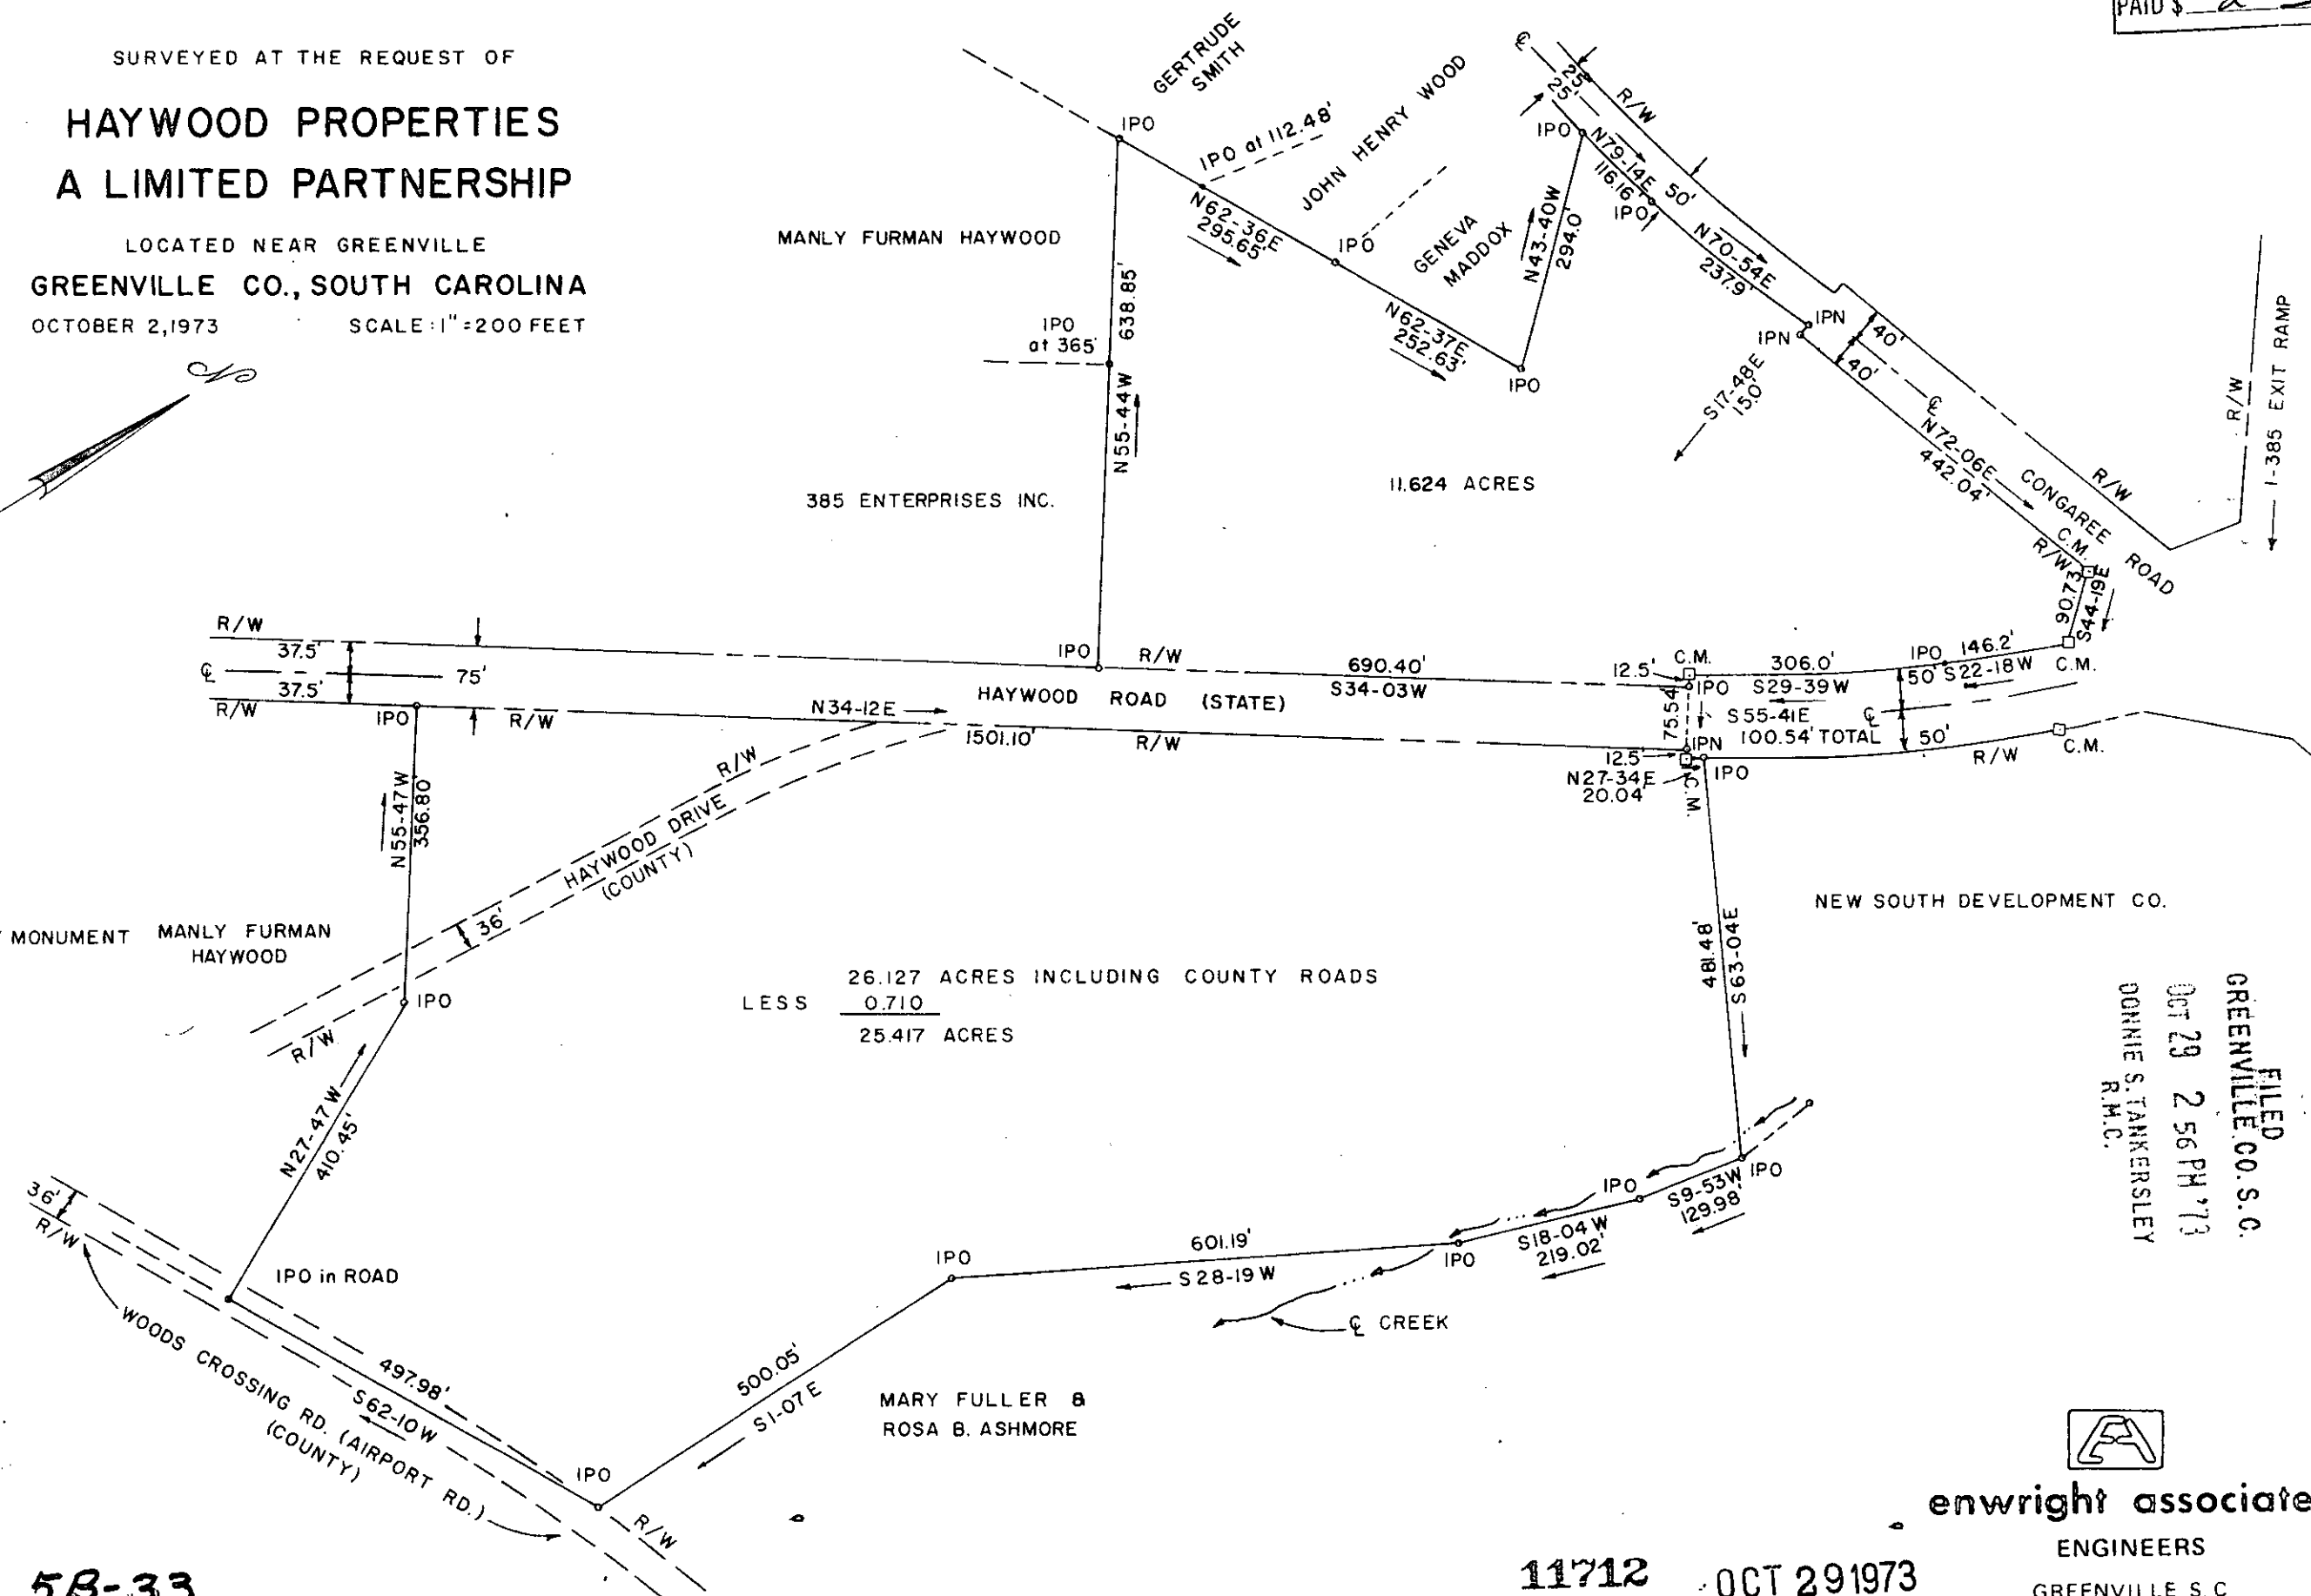 PAID $
SURVEYED AT THE REQUEST OF
HAYWOOD PROPERTIES
A LIMITED PARTNERSHIP
LOCATED NEAR GREENVILLE
GREENVILLE CO., SOUTH CAROLINA
OCTOBER 2, 1973 SCALE: 1" = 200 FEET
N
GERTRUDE
SMITH
IPO
IPO at 112.48'
JOHN HENRY WOOD
N62-36E
295.65'
IPO
GENEVA
MADDOX
N62-37E
252.63'
IPO
N43-40W
294.0'
IPO
℄
25'
25'
R/W
N79-14E
116.16'
50'
IPO
N70-54E
237.9'
IPN
IPN
S17-48E
15.0'
40'
40'
℄
N72-06E
442.04'
CONGAREE ROAD
R/W
C.M.
R/W
R/W
I-385 EXIT RAMP
90.73'
S44-19E
MANLY FURMAN HAYWOOD
638.85'
N55-44W
IPO
at 365'
385 ENTERPRISES INC.
11.624 ACRES
R/W
37.5'
℄
75'
37.5'
R/W
IPO
R/W
N34-12E
IPO
R/W
690.40'
S34-03W
HAYWOOD ROAD (STATE)
1501.10'
R/W
12.5'
C.M.
306.0'
IPO
146.2'
IPO
S29-39W
50'
S22-18W
C.M.
75.54'
S55-41E
℄
100.54' TOTAL
IPN
50'
12.5'
IPO
R/W
C.M.
N27-34E
20.04'
C.M.
N55-47W
356.80'
R/W
HAYWOOD DRIVE
(COUNTY)
36'
MONUMENT
MANLY FURMAN
HAYWOOD
IPO
R/W
26.127 ACRES INCLUDING COUNTY ROADS
LESS 0.710
25.417 ACRES
481.48'
S63-04E
NEW SOUTH DEVELOPMENT CO.
FILED
GREENVILLE CO. S. C.
OCT 29 2 56 PM '73
DONNIE S. TANKERSLEY
R.M.C.
N27-47W
410.45'
36'
R/W
IPO in ROAD
WOODS CROSSING RD. (AIRPORT RD.)
(COUNTY)
497.98'
S62-10W
IPO
R/W
500.05'
S1-07E
IPO
601.19'
S28-19W
IPO
S18-04W
219.02'
IPO
S9-53W
129.98'
IPO
℄ CREEK
MARY FULLER &
ROSA B. ASHMORE
enwright associate
ENGINEERS
GREENVILLE S.C.
5B-33
11712
OCT 29 1973